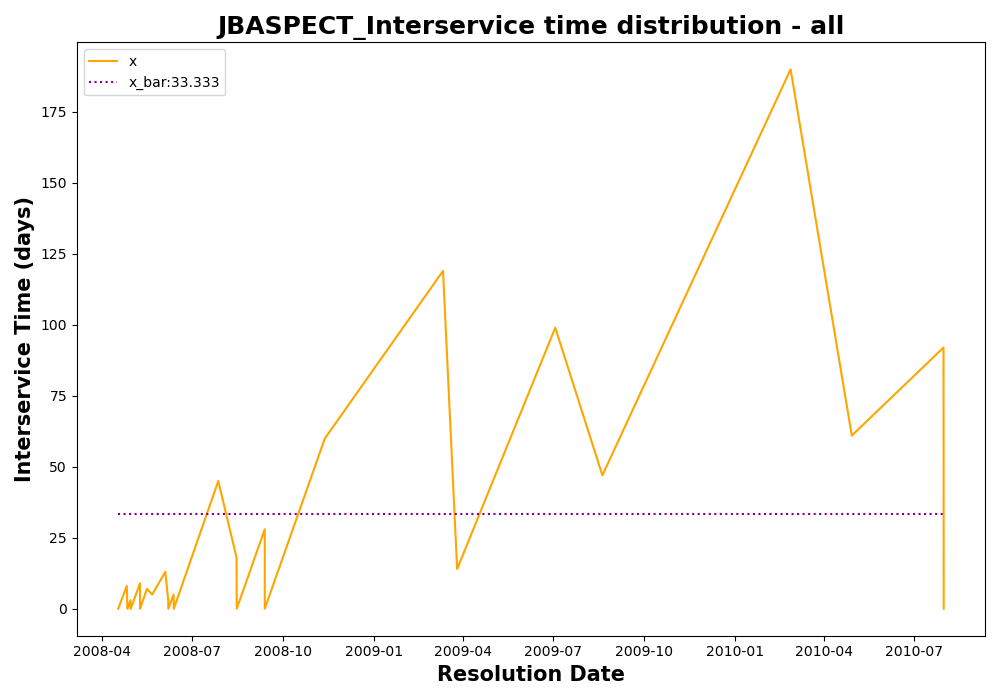 JBASPECT_Interservice time distribution - all
x
x_bar:33.333
Interservice Time (days)
175
150
125
100
75
50
25
0
2008-04 2008-07 2008-10 2009-01 2009-04 2009-07 2009-10 2010-01 2010-04 2010-07
Resolution Date